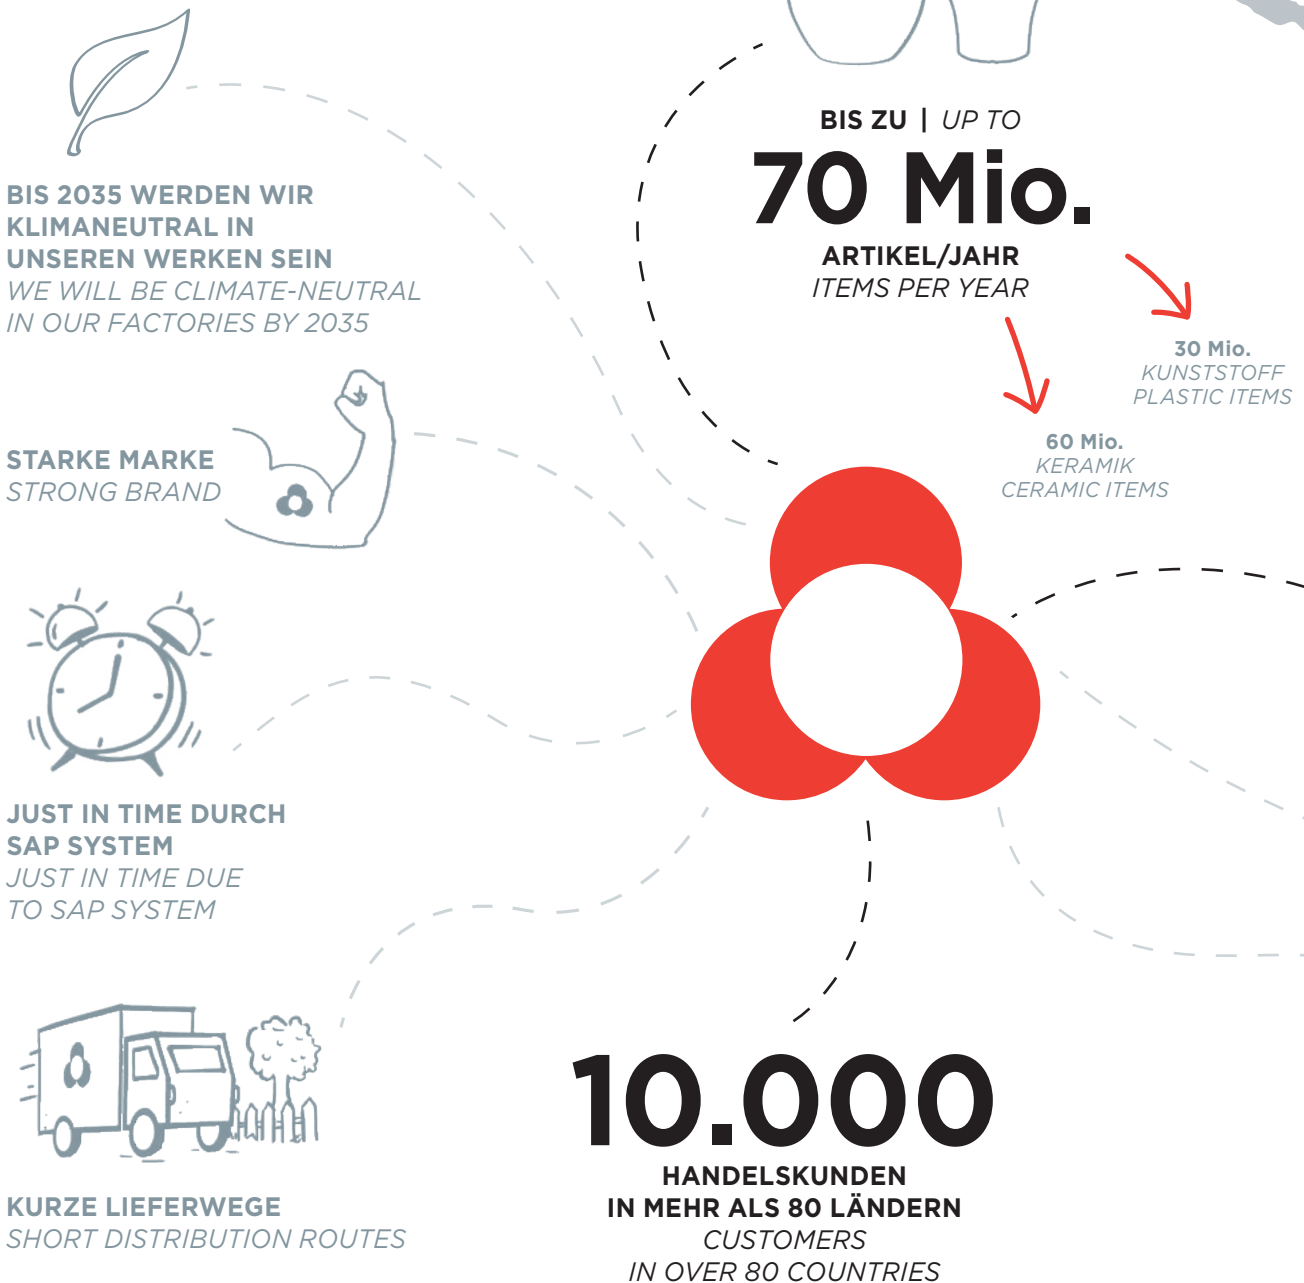 BIS ZU | UP TO
70 Mio.
ARTIKEL/JAHR
ITEMS PER YEAR
30 Mio.
KUNSTSTOFF
PLASTIC ITEMS
60 Mio.
KERAMIK
CERAMIC ITEMS
BIS 2035 WERDEN WIR
KLIMANEUTRAL IN
UNSEREN WERKEN SEIN
WE WILL BE CLIMATE-NEUTRAL
IN OUR FACTORIES BY 2035
STARKE MARKE
STRONG BRAND
JUST IN TIME DURCH
SAP SYSTEM
JUST IN TIME DUE
TO SAP SYSTEM
KURZE LIEFERWEGE
SHORT DISTRIBUTION ROUTES
10.000
HANDELSKUNDEN
IN MEHR ALS 80 LÄNDERN
CUSTOMERS
IN OVER 80 COUNTRIES